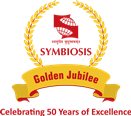 SYMBIOSIS
Golden Jubilee
Celebrating 50 Years of Excellence